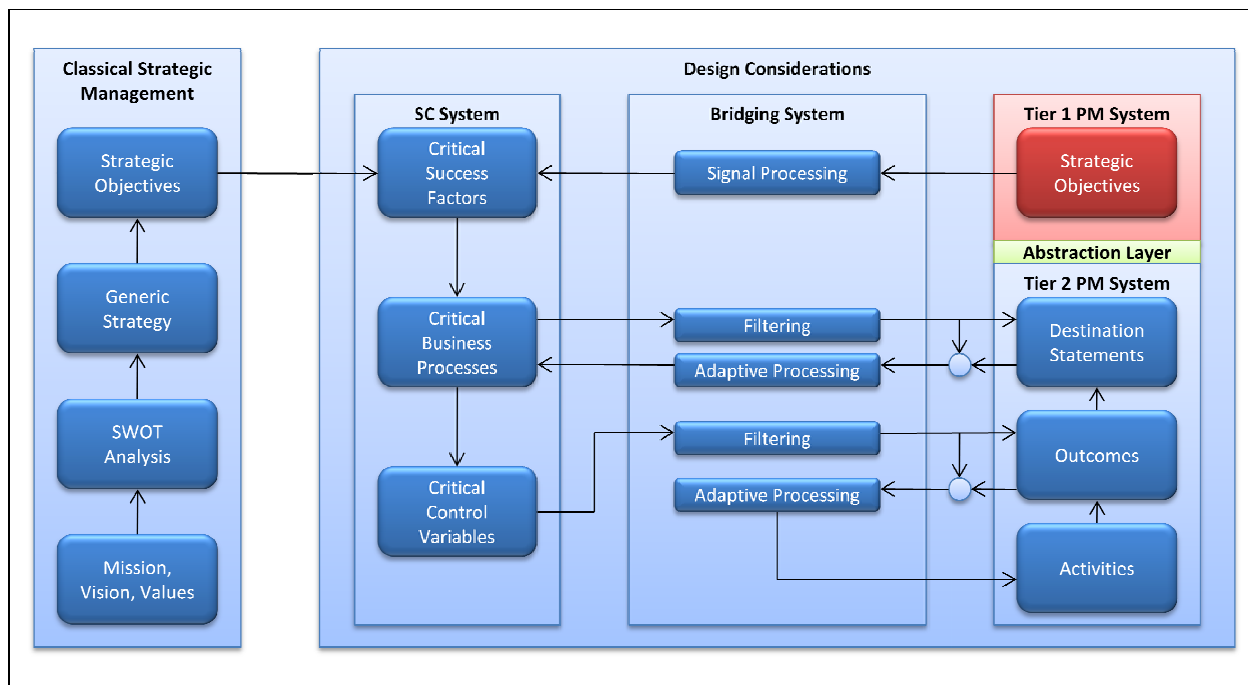 Classical Strategic
Management
Strategic
Objectives
Generic
Strategy
SWOT
Analysis
Mission,
Vision, Values
Design Considerations
SC System
Critical
Success
Factors
Critical
Business
Processes
Critical
Control
Variables
Bridging System
Signal Processing
Filtering
Adaptive Processing
Filtering
Adaptive Processing
Tier 1 PM System
Strategic
Objectives
Abstraction Layer
Tier 2 PM System
Destination
Statements
Outcomes
Activities